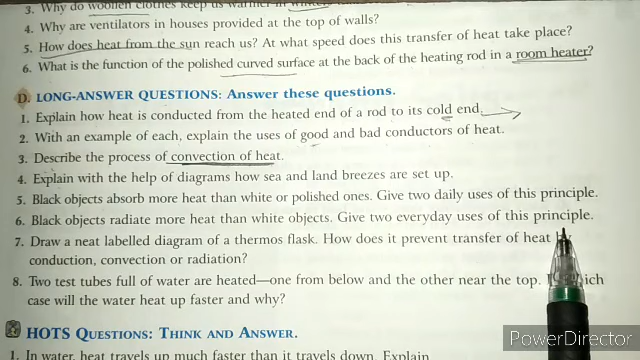 3. Why do woollen clothes keep us warmer in
4. Why are ventilators in houses provided at the top of walls?
5. How does heat from the sun reach us? At what speed does this transfer of heat take place?
6. What is the function of the polished curved surface at the back of the heating rod in a room heater?
D. LONG-ANSWER QUESTIONS: Answer these questions.
1. Explain how heat is conducted from the heated end of a rod to its cold end.
2. With an example of each, explain the uses of good and bad conductors of heat.
3. Describe the process of convection of heat.
4. Explain with the help of diagrams how sea and land breezes are set up.
5. Black objects absorb more heat than white or polished ones. Give two daily uses of this principle.
6. Black objects radiate more heat than white objects. Give two everyday uses of this principle.
7. Draw a neat labelled diagram of a thermos flask. How does it prevent transfer of heat by
conduction, convection or radiation?
8. Two test tubes full of water are heated—one from below and the other near the top. In which
case will the water heat up faster and why?
HOTS QUESTIONS: THINK AND ANSWER.
1. In water, heat travels up much faster than it travels down. Explain
PowerDirector